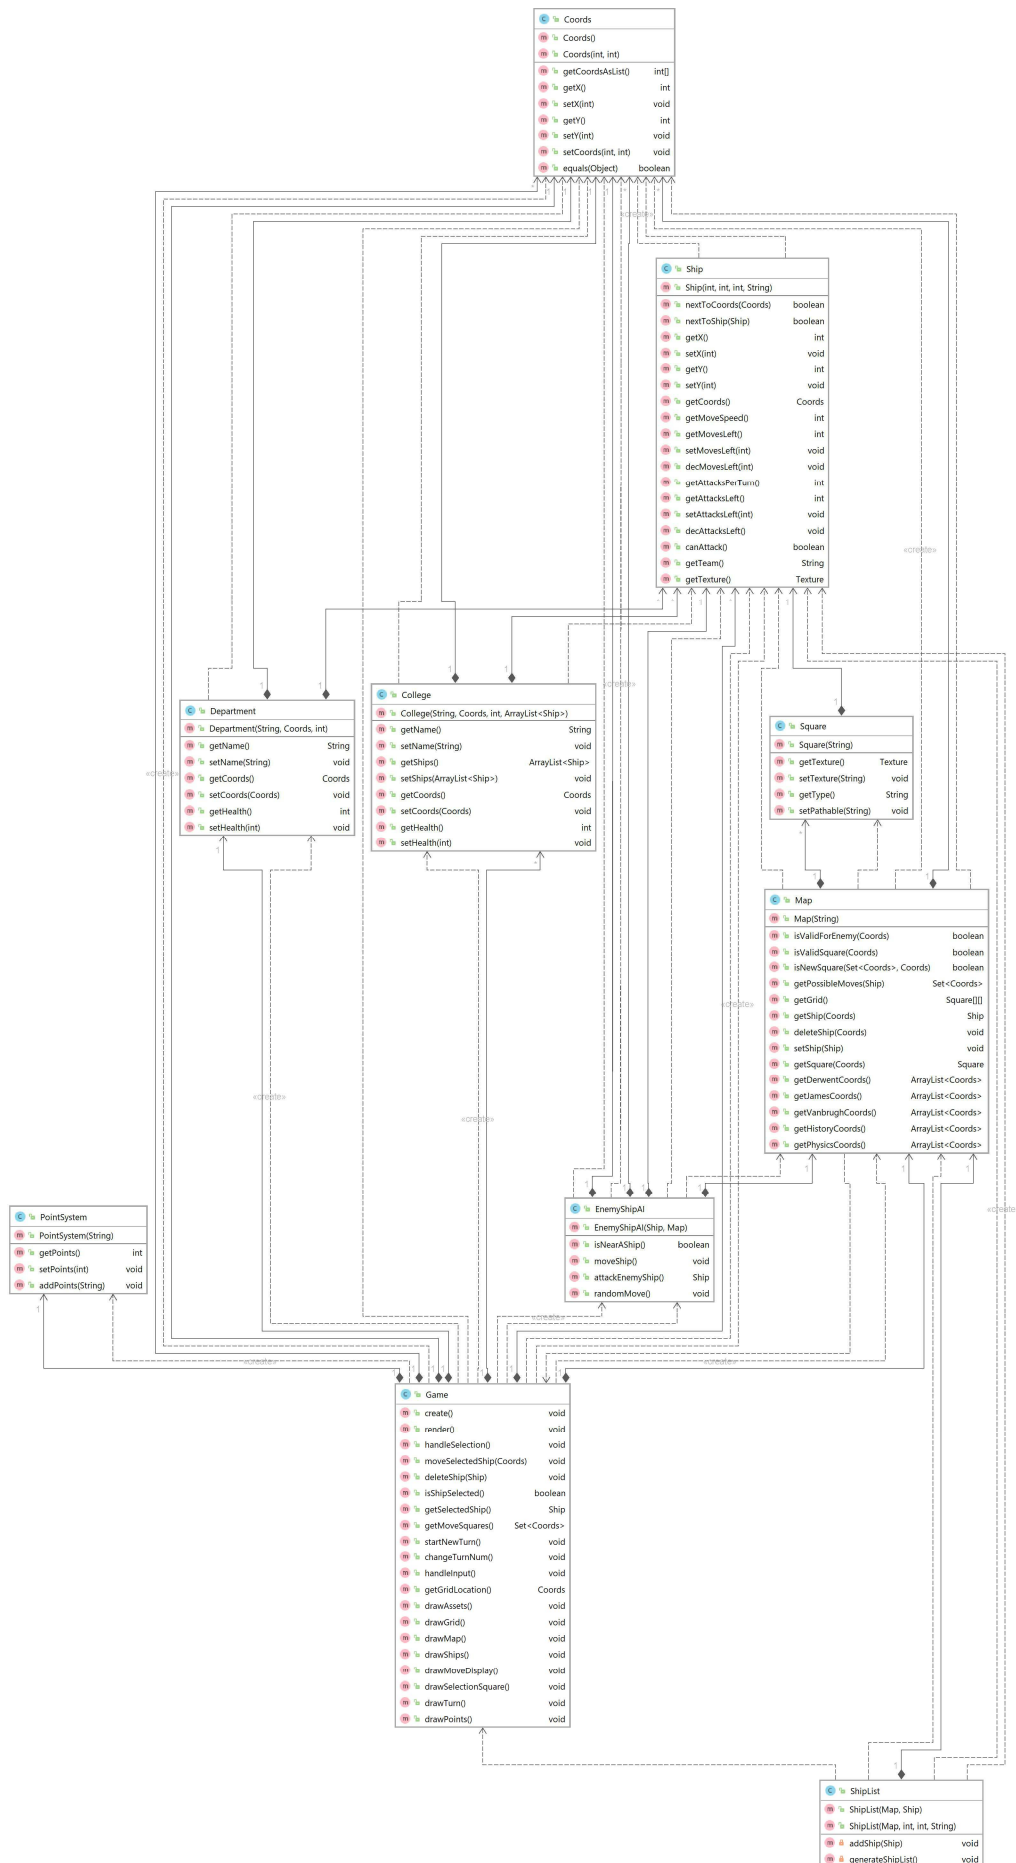 Coords
Coords()
Coords(int, int)
getCoordsAsList() int[]
getX() int
setX(int) void
getY() int
setY(int) void
setCoords(int, int) void
equals(Object) boolean
«create»
Ship
Ship(int, int, int, String)
nextToCoords(Coords) boolean
nextToShip(Ship) boolean
getX() int
setX(int) void
getY() int
setY(int) void
getCoords() Coords
getMoveSpeed() int
getMovesLeft() int
setMovesLeft(int) void
decMovesLeft(int) void
getAttacksPerTurn() int
getAttacksLeft() int
setAttacksLeft(int) void
decAttacksLeft() void
canAttack() boolean
getTeam() String
getTexture() Texture
«create»
«create»
Department
Department(String, Coords, int)
getName() String
setName(String) void
getCoords() Coords
setCoords(Coords) void
getHealth() int
setHealth(int) void
«create»
College
College(String, Coords, int, ArrayList<Ship>)
getName() String
setName(String) void
getShips() ArrayList<Ship>
setShips(ArrayList<Ship>) void
getCoords() Coords
setCoords(Coords) void
getHealth() int
setHealth(int) void
Square
Square(String)
getTexture() Texture
setTexture(String) void
getType() String
setPathable(String) void
Map
Map(String)
isValidForEnemy(Coords) boolean
isValidSquare(Coords) boolean
isNewSquare(Set<Coords>, Coords) boolean
getPossibleMoves(Ship) Set<Coords>
getGrid() Square[][]
getShip(Coords) Ship
deleteShip(Coords) void
setShip(Ship) void
getSquare(Coords) Square
getDerwentCoords() ArrayList<Coords>
getJamesCoords() ArrayList<Coords>
getVanbrughCoords() ArrayList<Coords>
getHistoryCoords() ArrayList<Coords>
getPhysicsCoords() ArrayList<Coords>
«create»
«create»
«create»
PointSystem
PointSystem(String)
getPoints() int
setPoints(int) void
addPoints(String) void
EnemyShipAI
EnemyShipAI(Ship, Map)
isNearAShip() boolean
moveShip() void
attackEnemyShip() Ship
randomMove() void
«create
«create»
«create»
«create»
Game
create() void
render() void
handleSelection() void
moveSelectedShip(Coords) void
deleteShip(Ship) void
isShipSelected() boolean
getSelectedShip() Ship
getMoveSquares() Set<Coords>
startNewTurn() void
changeTurnNum() void
handleInput() void
getGridLocation() Coords
drawAssets() void
drawGrid() void
drawMap() void
drawShips() void
drawMoveDisplay() void
drawSelectionSquare() void
drawTurn() void
drawPoints() void
ShipList
ShipList(Map, Ship)
ShipList(Map, int, int, String)
addShip(Ship) void
generateShipList() void